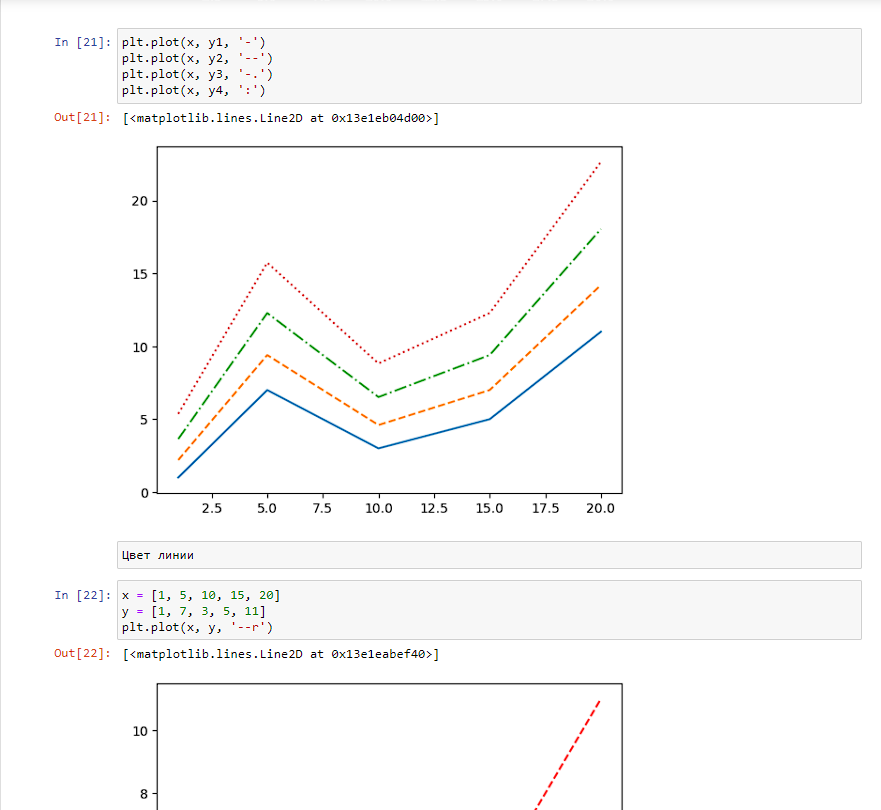 In [21]: plt.plot(x, y1, '-')
plt.plot(x, y2, '--')
plt.plot(x, y3, '-.')
plt.plot(x, y4, ':')
Out[21]: [<matplotlib.lines.Line2D at 0x13e1eb04d00>]
20
15
10
5
0
2.5 5.0 7.5 10.0 12.5 15.0 17.5 20.0
Цвет линии
In [22]: x = [1, 5, 10, 15, 20]
y = [1, 7, 3, 5, 11]
plt.plot(x, y, '--r')
Out[22]: [<matplotlib.lines.Line2D at 0x13e1eabef40>]
10
8